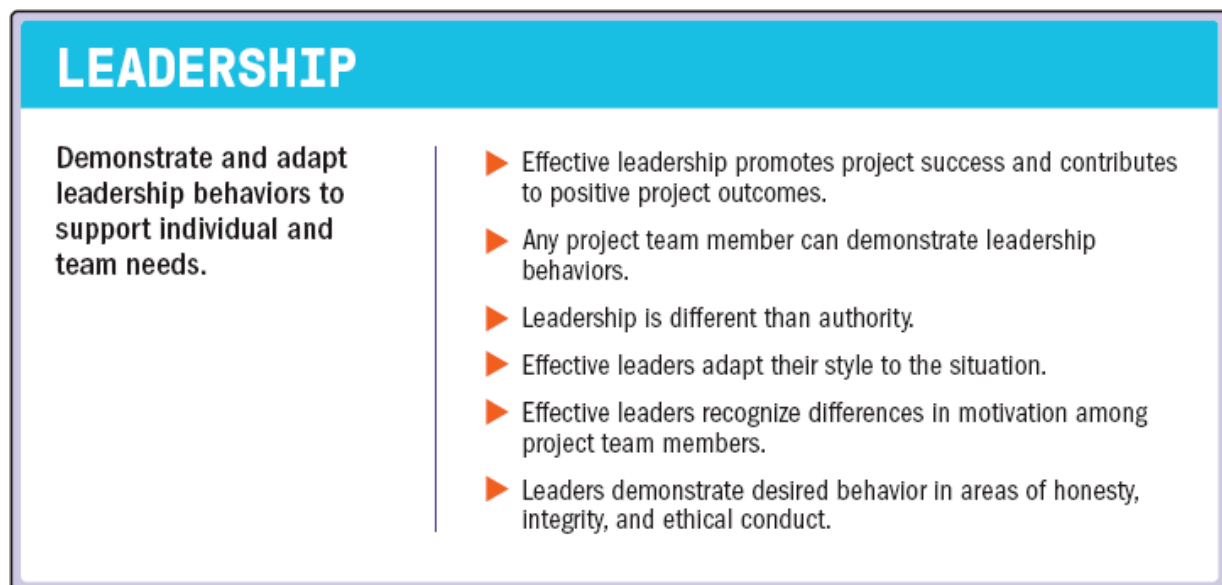 LEADERSHIP
Demonstrate and adapt
leadership behaviors to
support individual and
team needs.
Effective leadership promotes project success and contributes
to positive project outcomes.
Any project team member can demonstrate leadership
behaviors.
Leadership is different than authority.
Effective leaders adapt their style to the situation.
Effective leaders recognize differences in motivation among
project team members.
Leaders demonstrate desired behavior in areas of honesty,
integrity, and ethical conduct.